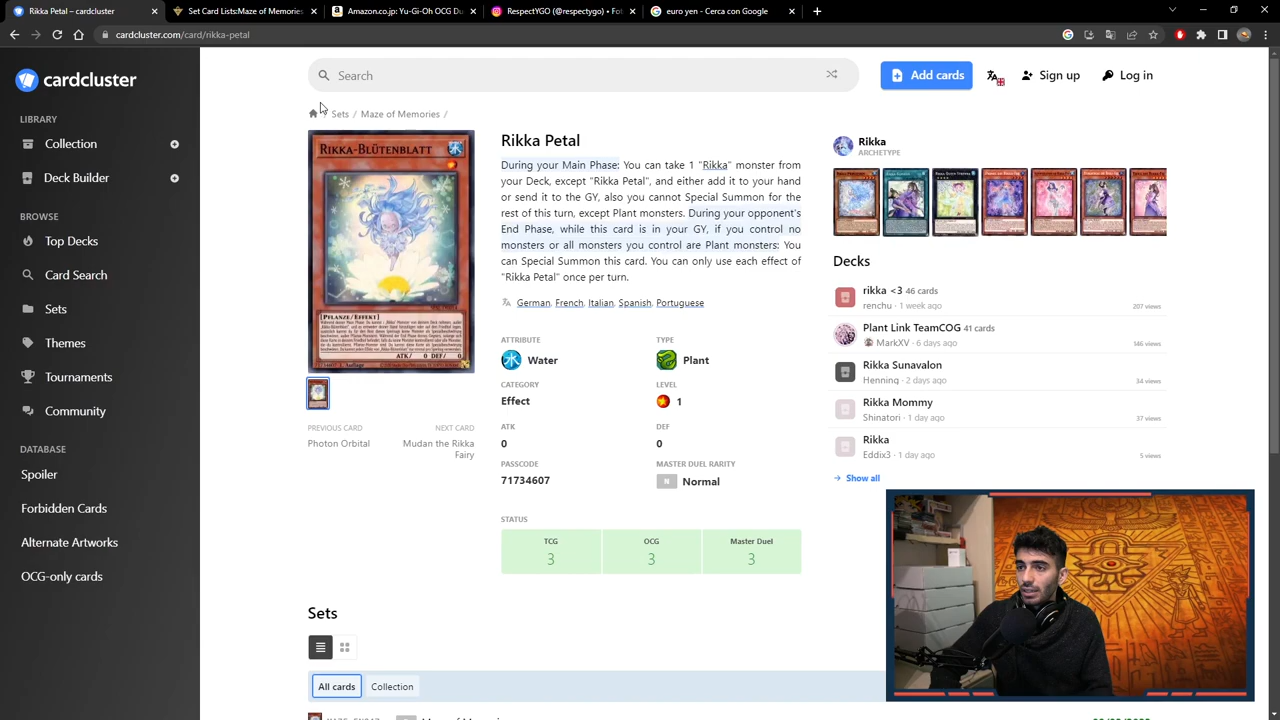 Set Card Lists:Maze of Memories
Amazon.co.jp: Yu-Gi-Oh OCG Du
RespectYGO (@respectygo) • Fot
euro yen - Cerca con Google
cardcluster.com/card/rikka-petal
cardcluster
Search
Add cards
Sign up
Log in
LIBRARY
Collection
Deck Builder
BROWSE
Top Decks
Card Search
Sets
Themes
Tournaments
Community
DATABASE
Spoiler
Forbidden Cards
Alternate Artworks
OCG-only cards
Sets / Maze of Memories /
RIKKA-BLÜTENBLATT
[PFLANZE/EFFEKT]
ATK/ 0 DEF/ 0
PREVIOUS CARD
Photon Orbital
NEXT CARD
Mudan the Rikka
Fairy
Rikka Petal
During your Main Phase: You can take 1 "Rikka" monster from
your Deck, except "Rikka Petal", and either add it to your hand
or send it to the GY, also you cannot Special Summon for the
rest of this turn, except Plant monsters. During your opponent's
End Phase, while this card is in your GY, if you control no
monsters or all monsters you control are Plant monsters: You
can Special Summon this card. You can only use each effect of
"Rikka Petal" once per turn.
German, French, Italian, Spanish, Portuguese
ATTRIBUTE
Water
TYPE
Plant
CATEGORY
Effect
LEVEL
1
ATK
0
DEF
0
PASSCODE
71734607
MASTER DUEL RARITY
N Normal
STATUS
TCG
3
OCG
3
Master Duel
3
Rikka
ARCHETYPE
Decks
rikka <3 46 cards
renchu · 1 week ago
207 views
Plant Link TeamCOG 41 cards
MarkXV · 6 days ago
146 views
Rikka Sunavalon
Henning · 2 days ago
34 views
Rikka Mommy
Shinatori · 1 day ago
37 views
Rikka
Eddix3 · 1 day ago
5 views
Show all
Sets
All cards
Collection